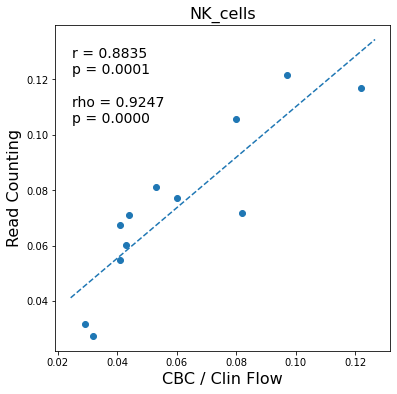 NK_cells
r = 0.8835
p = 0.0001
rho = 0.9247
p = 0.0000
0.12
0.10
0.08
0.06
0.04
Read Counting
0.02 0.04 0.06 0.08 0.10 0.12
CBC / Clin Flow